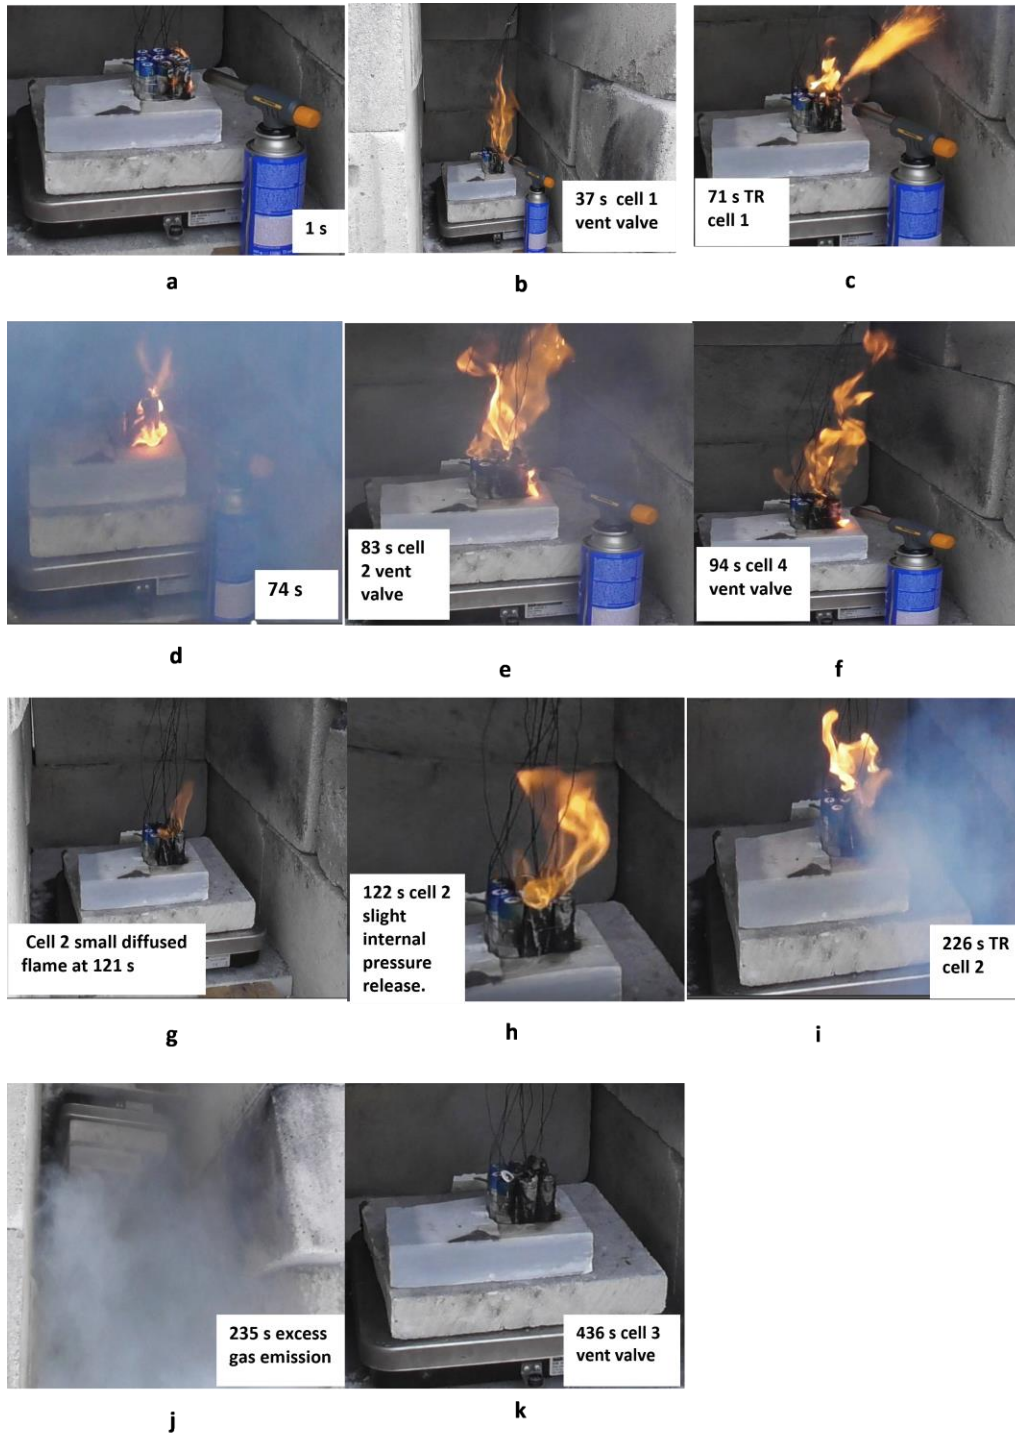 1 s
37 s cell 1
vent valve
71 s TR
cell 1
a
b
c
74 s
83 s cell
2 vent
valve
94 s cell 4
vent valve
d
e
f
Cell 2 small diffused
flame at 121 s
122 s cell 2
slight
internal
pressure
release.
226 s TR
cell 2
g
h
i
235 s excess
gas emission
436 s cell 3
vent valve
j
k